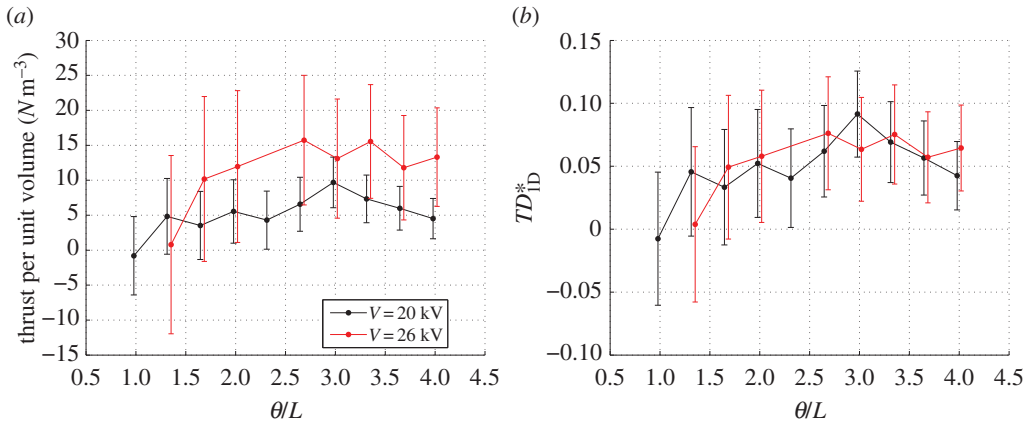 (a)
thrust per unit volume (N m⁻³)
30
25
20
15
10
5
0
−5
−10
−15
0.5 1.0 1.5 2.0 2.5 3.0 3.5 4.0 4.5
θ/L
V = 20 kV
V = 26 kV
(b)
TD*1D
0.15
0.10
0.05
0
−0.05
−0.10
0.5 1.0 1.5 2.0 2.5 3.0 3.5 4.0 4.5
θ/L